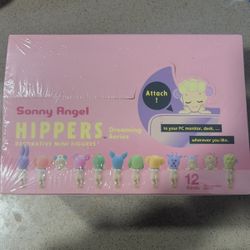 Attach !
Sonny Angel
to your PC monitor, desk, ...
HIPPERS
Dreaming
Series
wherever you like.
DECORATIVE MINI FIGURES
12